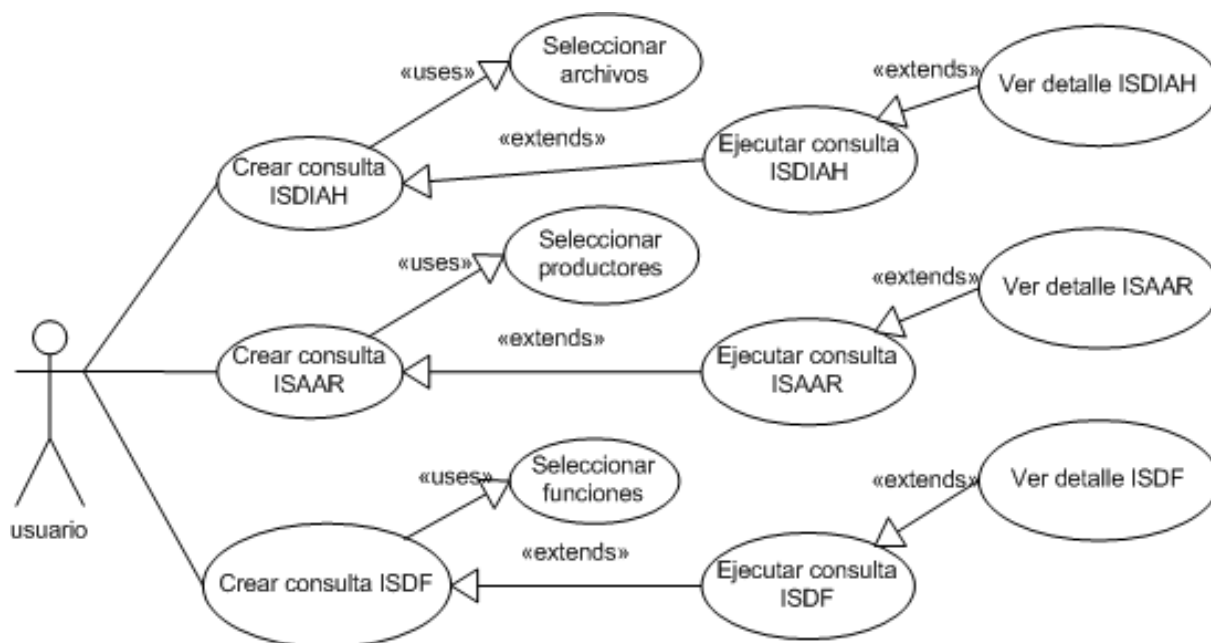 Seleccionar
archivos
«uses»
«extends»
Ver detalle ISDIAH
«extends»
Crear consulta
ISDIAH
Ejecutar consulta
ISDIAH
Seleccionar
productores
«uses»
«extends»
Ver detalle ISAAR
«extends»
Crear consulta
ISAAR
Ejecutar consulta
ISAAR
Seleccionar
funciones
«uses»
«extends»
Ver detalle ISDF
usuario
«extends»
Crear consulta ISDF
Ejecutar consulta
ISDF